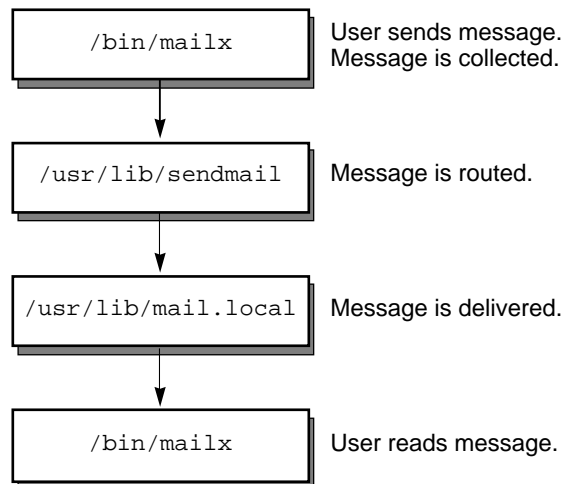 /bin/mailx
User sends message.
Message is collected.
/usr/lib/sendmail
Message is routed.
/usr/lib/mail.local
Message is delivered.
/bin/mailx
User reads message.